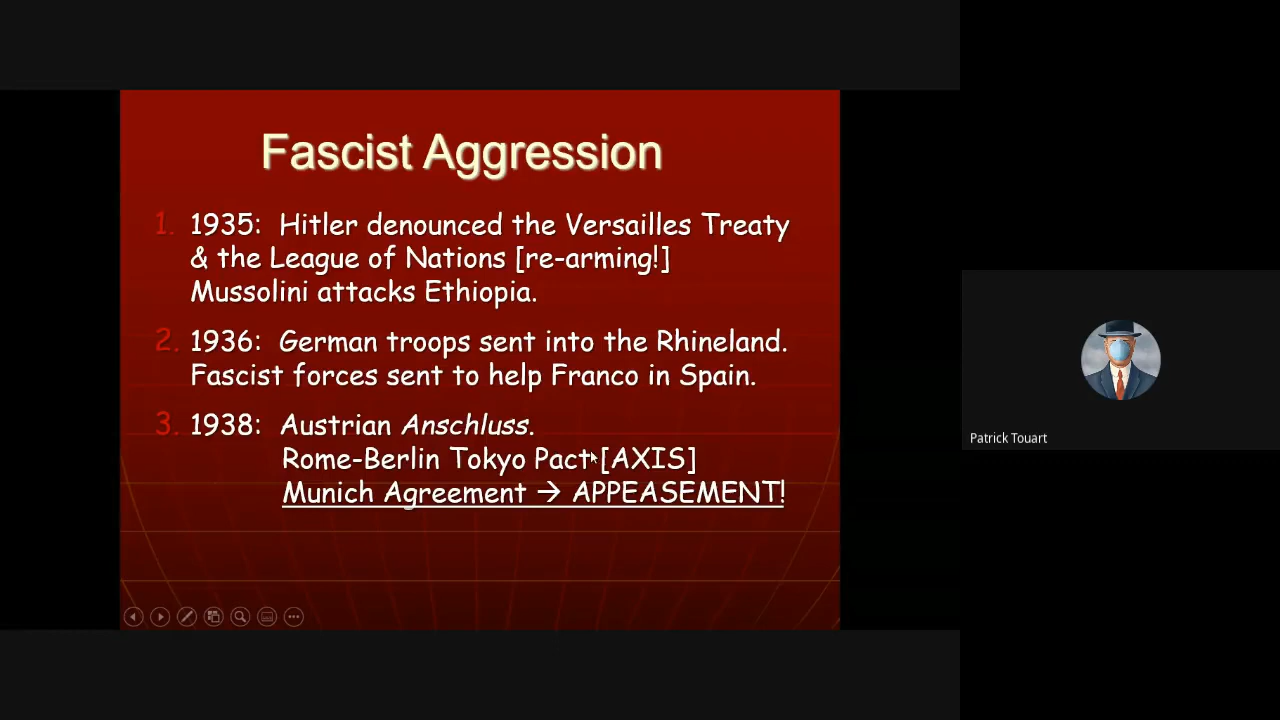 Fascist Aggression
1. 1935: Hitler denounced the Versailles Treaty
& the League of Nations [re-arming!]
Mussolini attacks Ethiopia.
2. 1936: German troops sent into the Rhineland.
Fascist forces sent to help Franco in Spain.
3. 1938: Austrian Anschluss.
Rome-Berlin Tokyo Pact [AXIS]
Munich Agreement → APPEASEMENT!
Patrick Touart